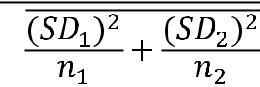 (SD₁)² / n₁ + (SD₂)² / n₂